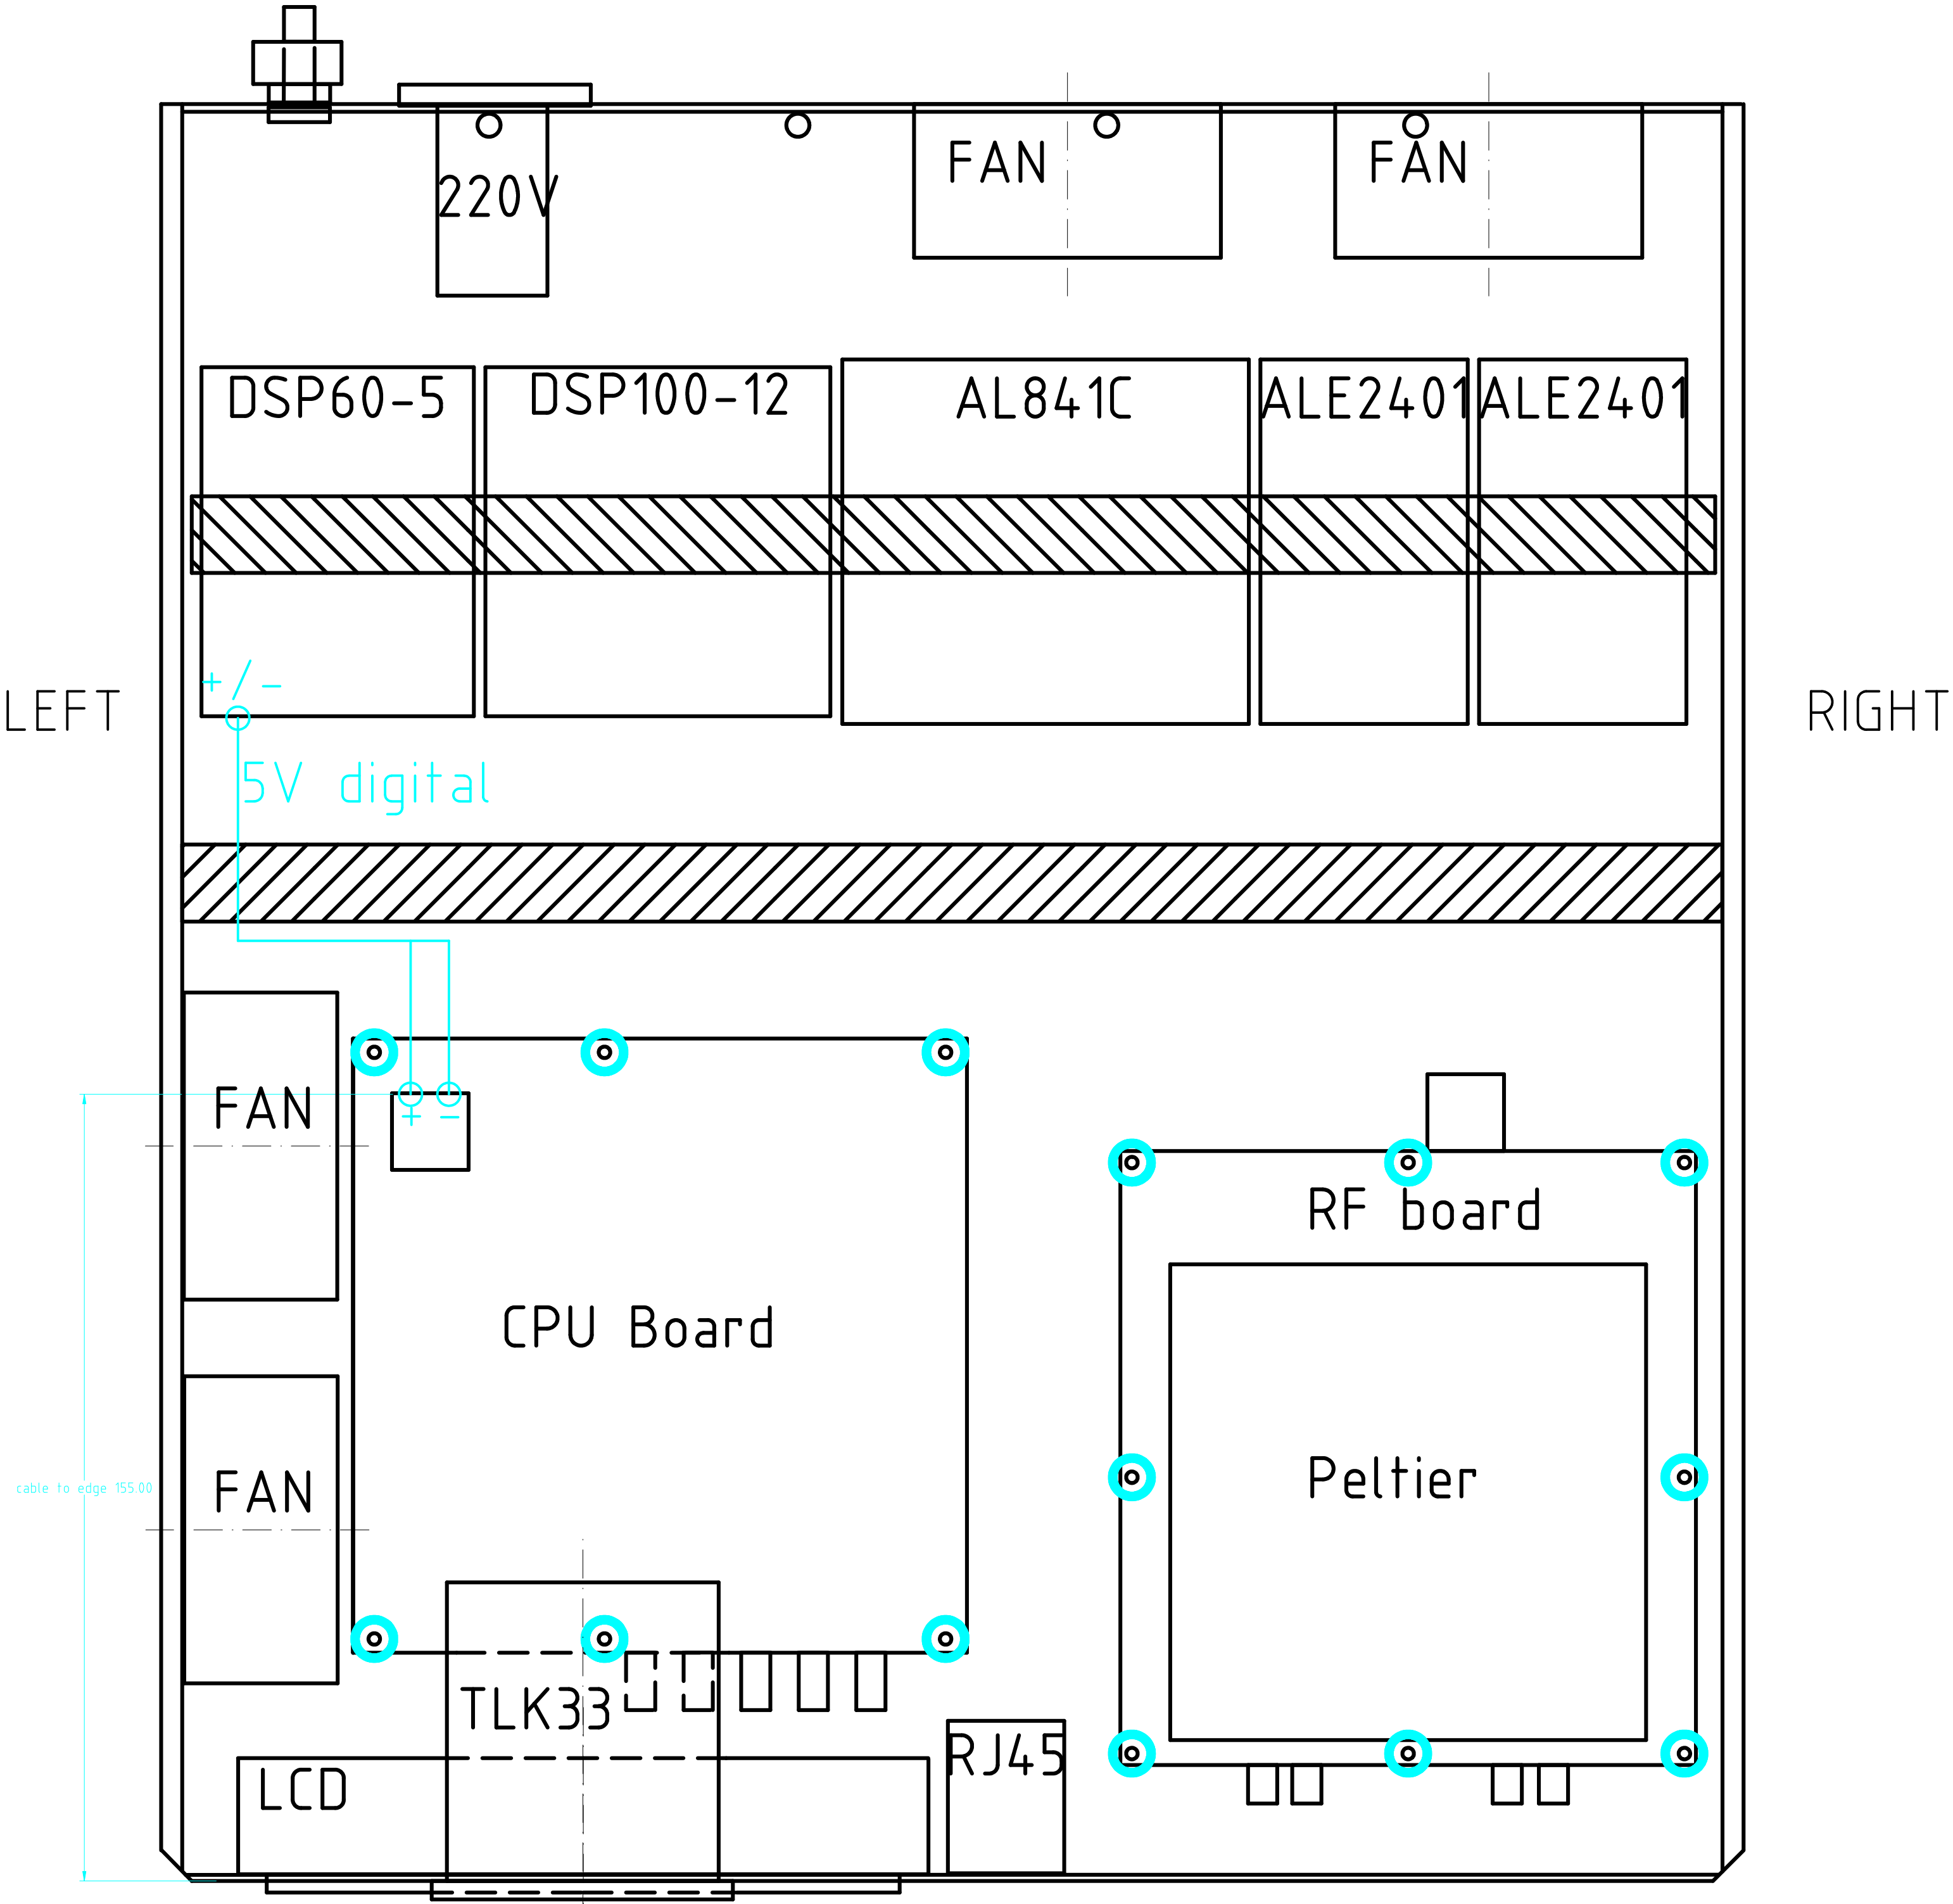 FAN
FAN
220V
DSP60-5
DSP100-12
AL841C
ALE2401
ALE2401
+/-
LEFT
RIGHT
5V digital
FAN
+ -
RF board
CPU Board
FAN
Peltier
cable to edge 155.00
TLK33
RJ45
LCD